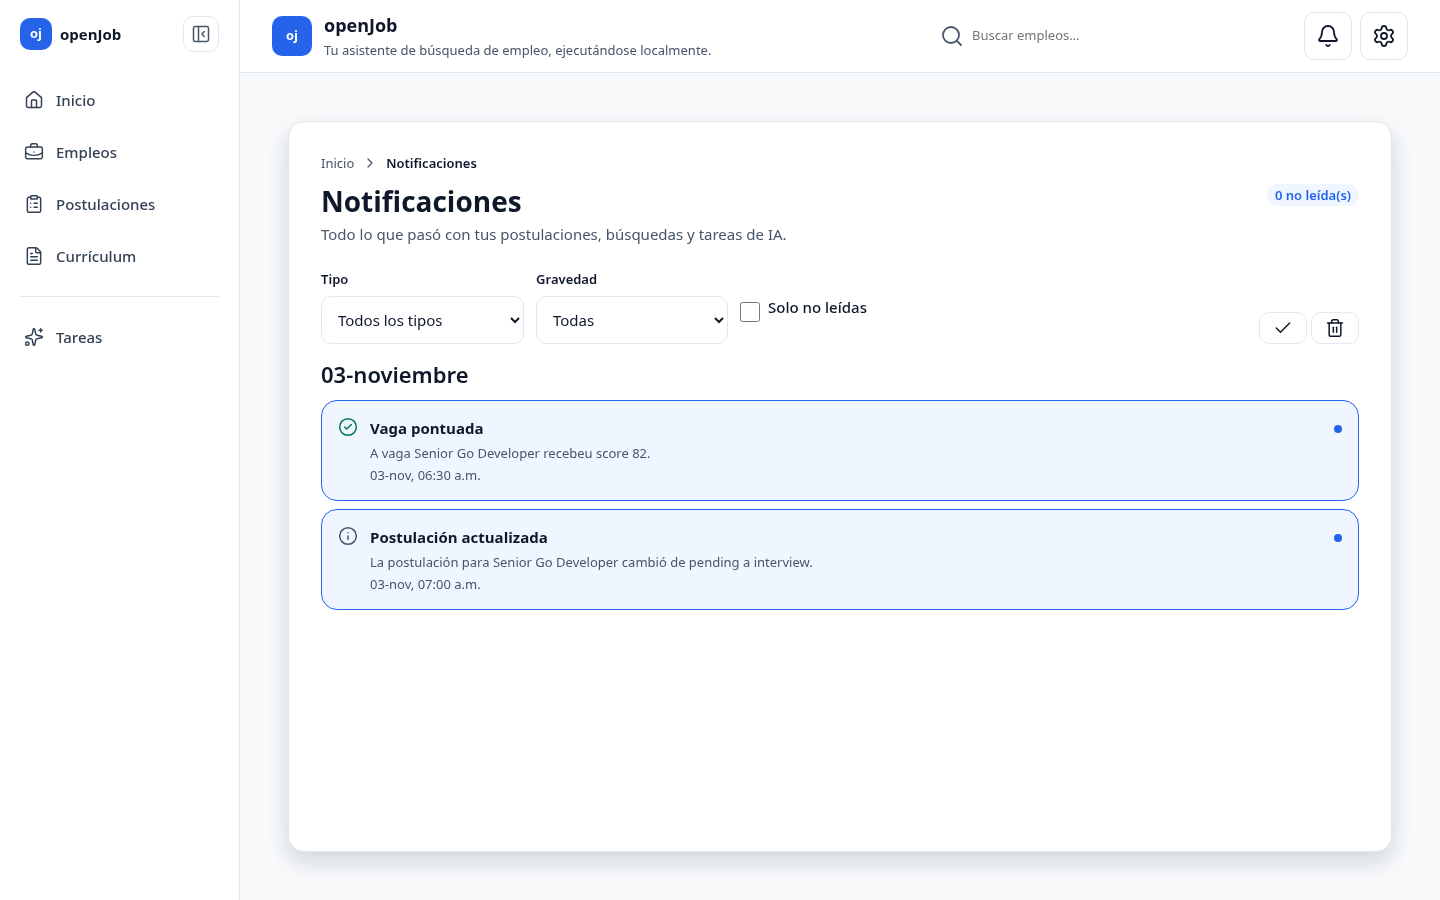 oj openJob
Inicio
Empleos
Postulaciones
Currículum
Tareas
oj openJob
Tu asistente de búsqueda de empleo, ejecutándose localmente.
Buscar empleos...
Inicio > Notificaciones
Notificaciones
0 no leída(s)
Todo lo que pasó con tus postulaciones, búsquedas y tareas de IA.
Tipo
Todos los tipos
Gravedad
Todas
Solo no leídas
03-noviembre
Vaga pontuada
A vaga Senior Go Developer recebeu score 82.
03-nov, 06:30 a.m.
Postulación actualizada
La postulación para Senior Go Developer cambió de pending a interview.
03-nov, 07:00 a.m.